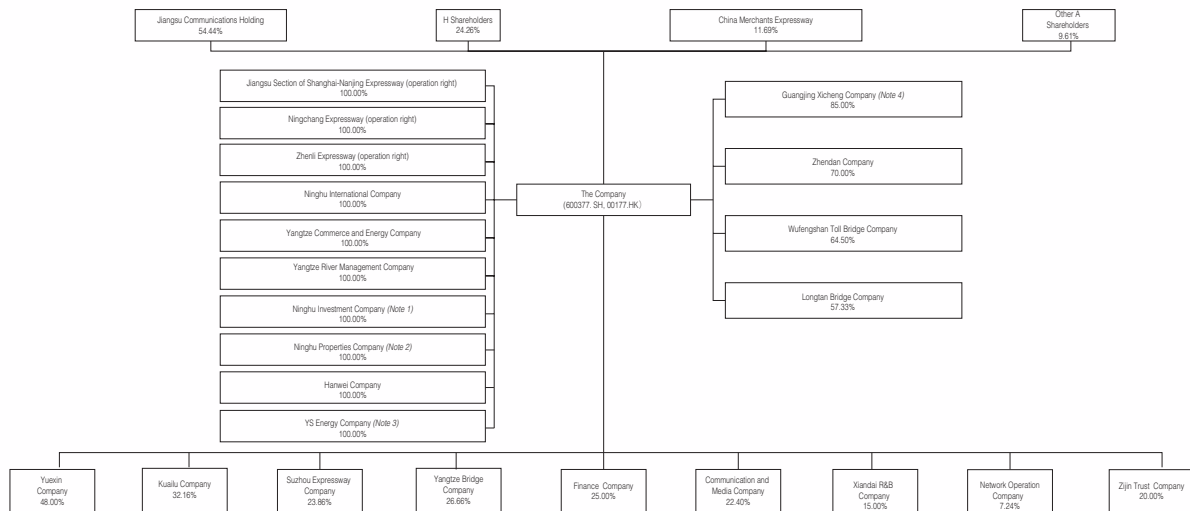 Jiangsu Communications Holding
54.44%
H Shareholders
24.26%
China Merchants Expressway
11.69%
Other A
Shareholders
9.61%
Jiangsu Section of Shanghai-Nanjing Expressway (operation right)
100.00%
Ningchang Expressway (operation right)
100.00%
Zhenli Expressway (operation right)
100.00%
Ninghu International Company
100.00%
Yangtze Commerce and Energy Company
100.00%
Yangtze River Management Company
100.00%
Ninghu Investment Company (Note 1)
100.00%
Ninghu Properties Company (Note 2)
100.00%
Hanwei Company
100.00%
YS Energy Company (Note 3)
100.00%
The Company
(600377. SH, 00177.HK)
Guangjing Xicheng Company (Note 4)
85.00%
Zhendan Company
70.00%
Wufengshan Toll Bridge Company
64.50%
Longtan Bridge Company
57.33%
Yuexin
Company
48.00%
Kuailu Company
32.16%
Suzhou Expressway
Company
23.86%
Yangtze Bridge
Company
26.66%
Finance Company
25.00%
Communication and
Media Company
22.40%
Xiandai R&B
Company
15.00%
Network Operation
Company
7.24%
Zijin Trust Company
20.00%